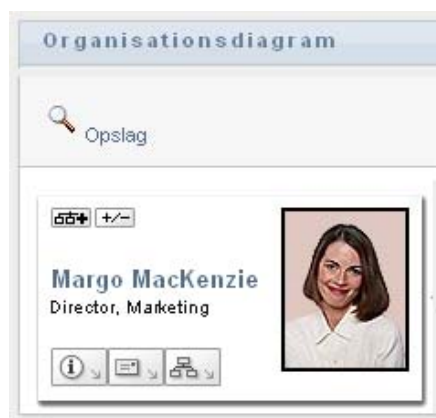 Organisationsdiagram
Opslag
+/-
Margo MacKenzie
Director, Marketing